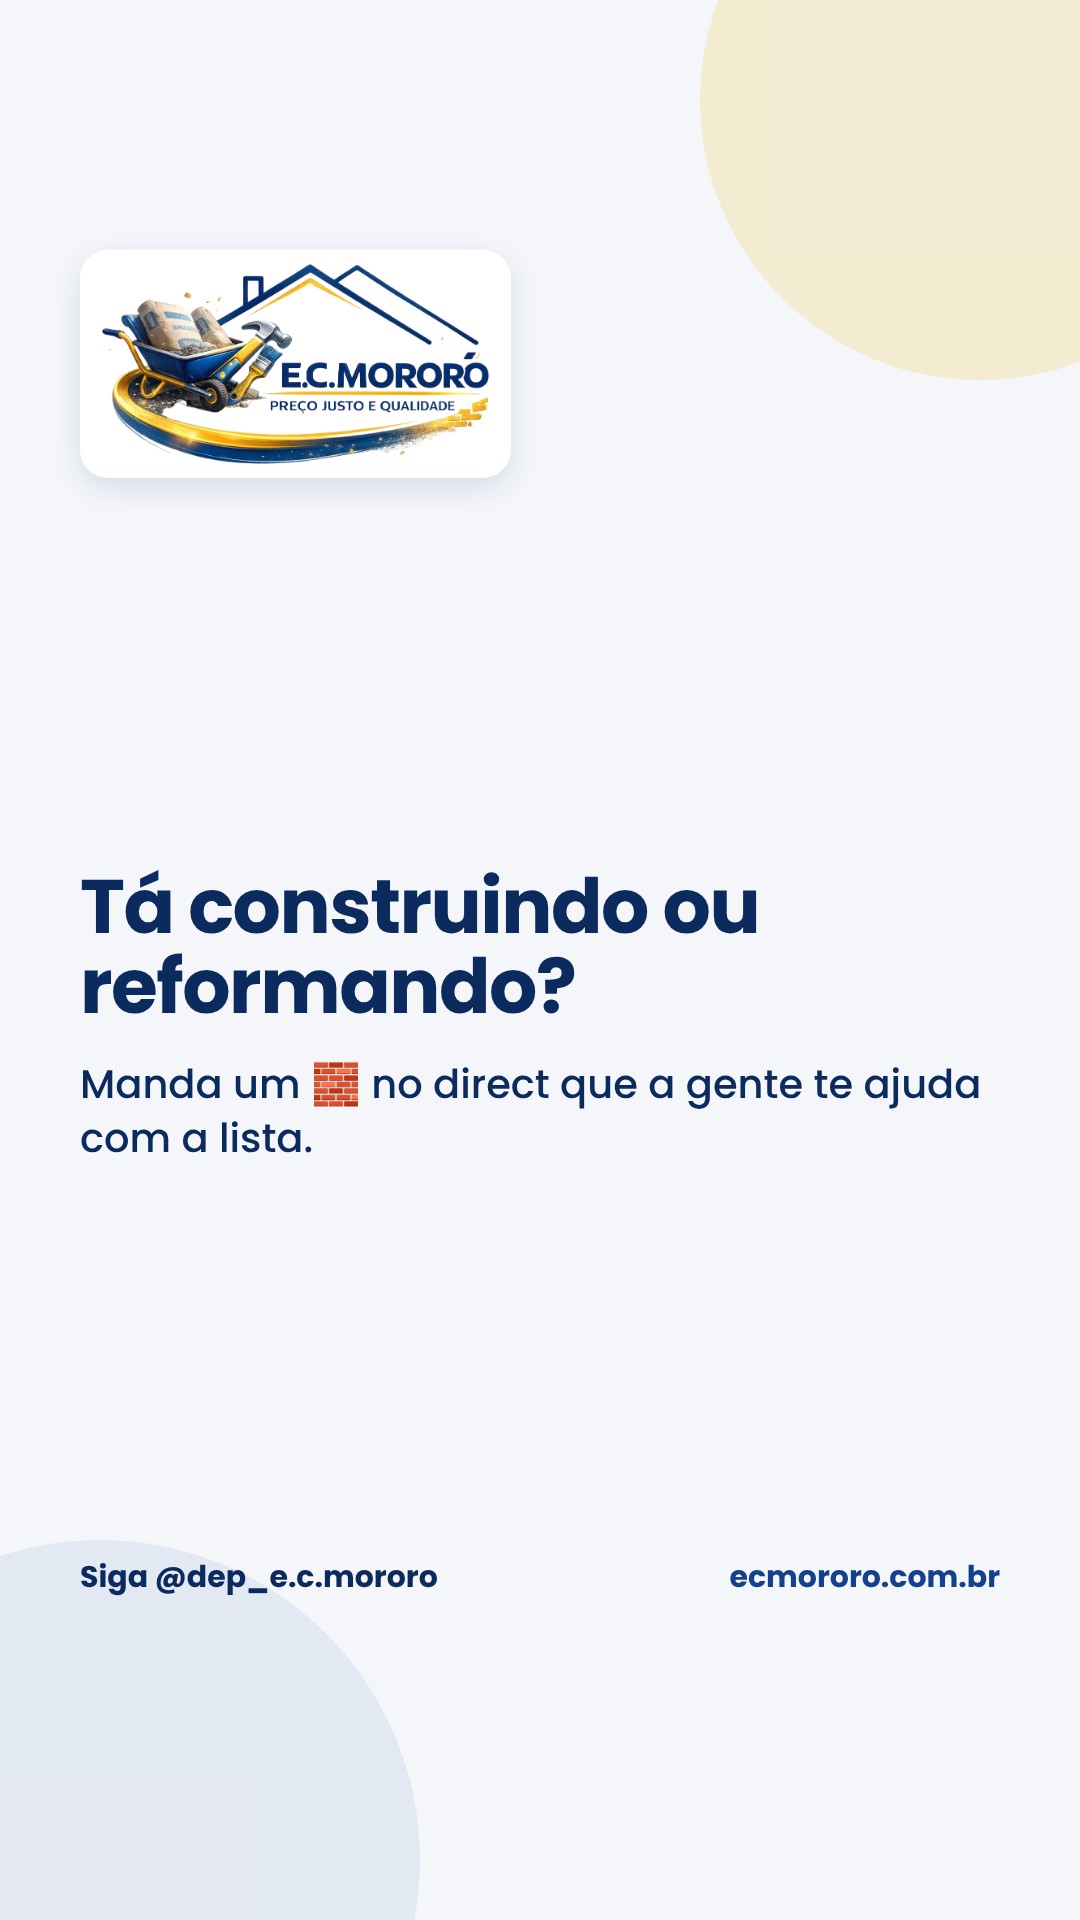 E.C.MORORÓ
PREÇO JUSTO E QUALIDADE
Tá construindo ou
reformando?
Manda um 🧱 no direct que a gente te ajuda
com a lista.
Siga @dep_e.c.mororo
ecmororo.com.br